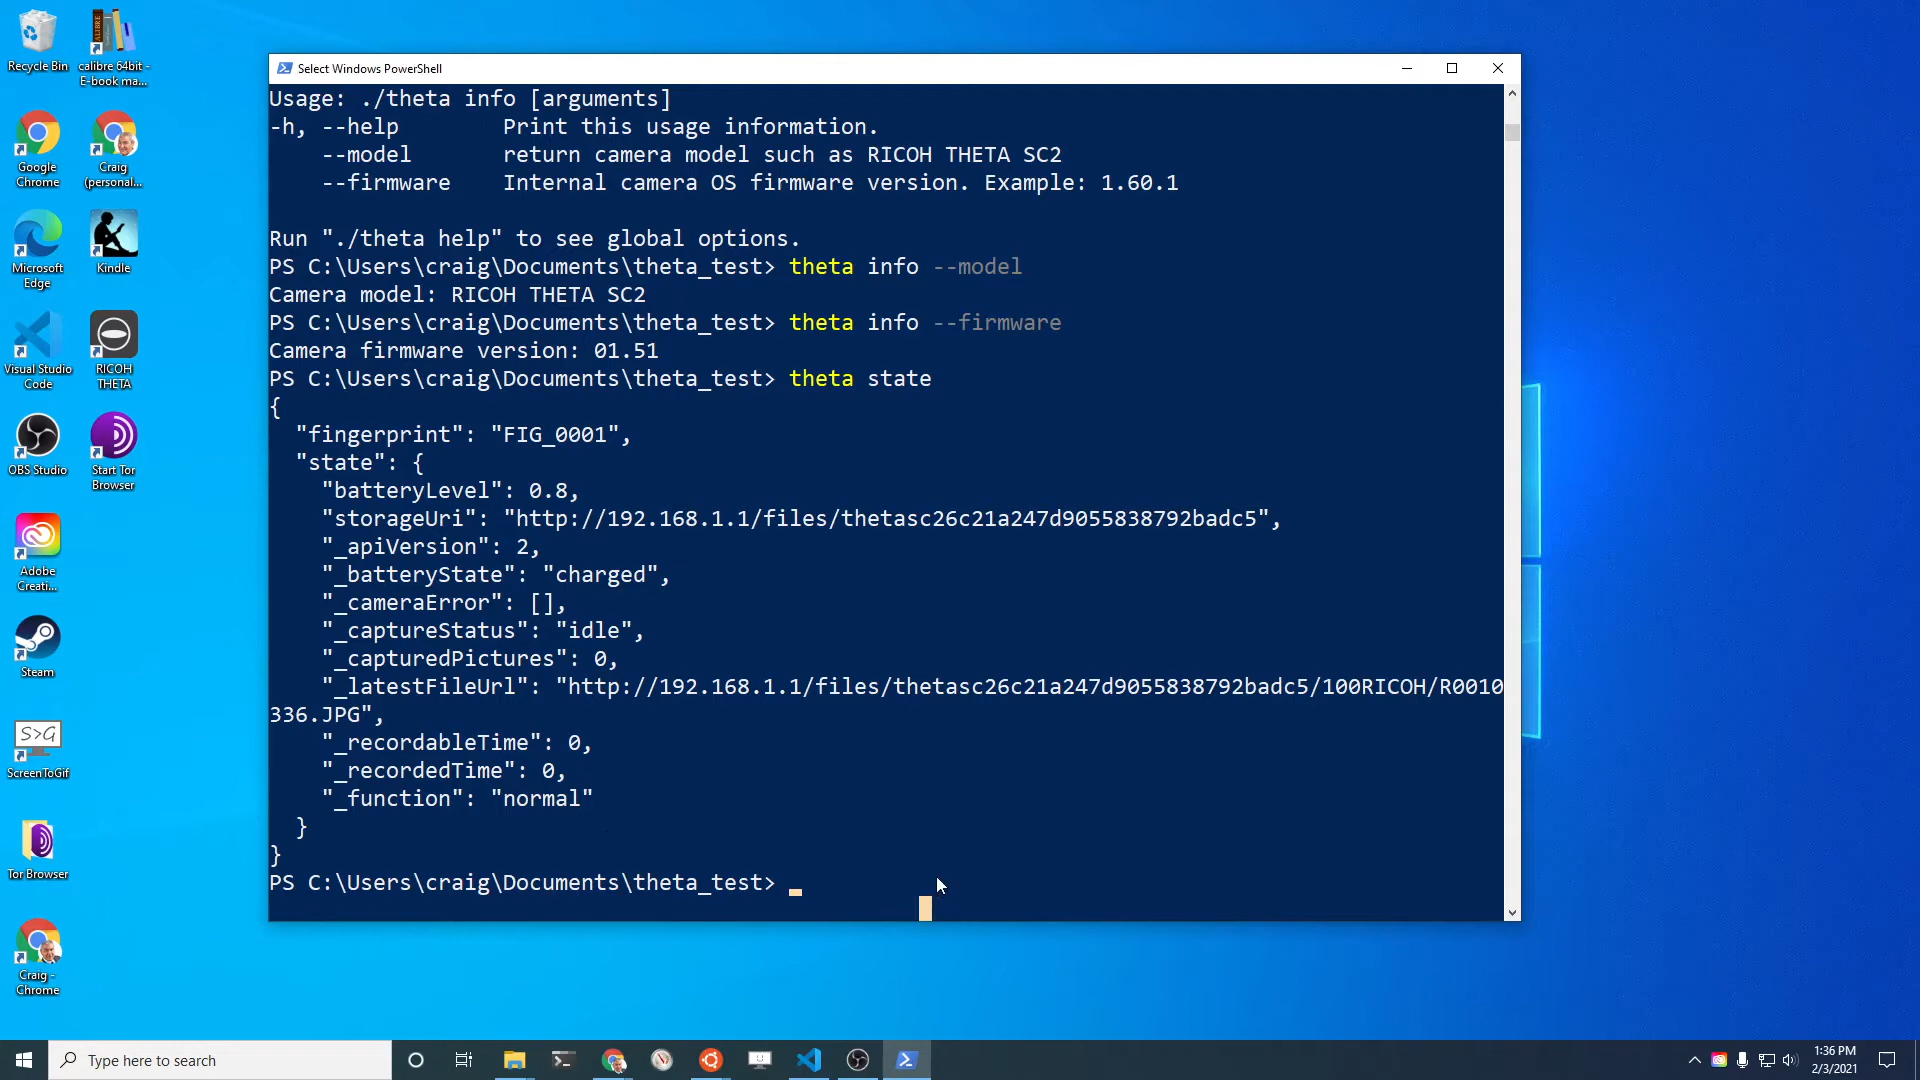 Recycle Bin
calibre 64bit -
E-book ma...
Google
Chrome
Craig
(personal...
Microsoft
Edge
Kindle
Visual Studio
Code
RICOH
THETA
OBS Studio
Start Tor
Browser
Adobe
Creati...
Steam
S>G
ScreenToGif
Tor Browser
Craig -
Chrome
Select Windows PowerShell
Usage: ./theta info [arguments]
-h, --help        Print this usage information.
    --model       return camera model such as RICOH THETA SC2
    --firmware    Internal camera OS firmware version. Example: 1.60.1
Run "./theta help" to see global options.
PS C:\Users\craig\Documents\theta_test> theta info --model
Camera model: RICOH THETA SC2
PS C:\Users\craig\Documents\theta_test> theta info --firmware
Camera firmware version: 01.51
PS C:\Users\craig\Documents\theta_test> theta state
{
  "fingerprint": "FIG_0001",
  "state": {
    "batteryLevel": 0.8,
    "storageUri": "http://192.168.1.1/files/thetasc26c21a247d9055838792badc5",
    "_apiVersion": 2,
    "_batteryState": "charged",
    "_cameraError": [],
    "_captureStatus": "idle",
    "_capturedPictures": 0,
    "_latestFileUrl": "http://192.168.1.1/files/thetasc26c21a247d9055838792badc5/100RICOH/R0010
336.JPG",
    "_recordableTime": 0,
    "_recordedTime": 0,
    "_function": "normal"
  }
}
PS C:\Users\craig\Documents\theta_test>
Type here to search
1:36 PM
2/3/2021